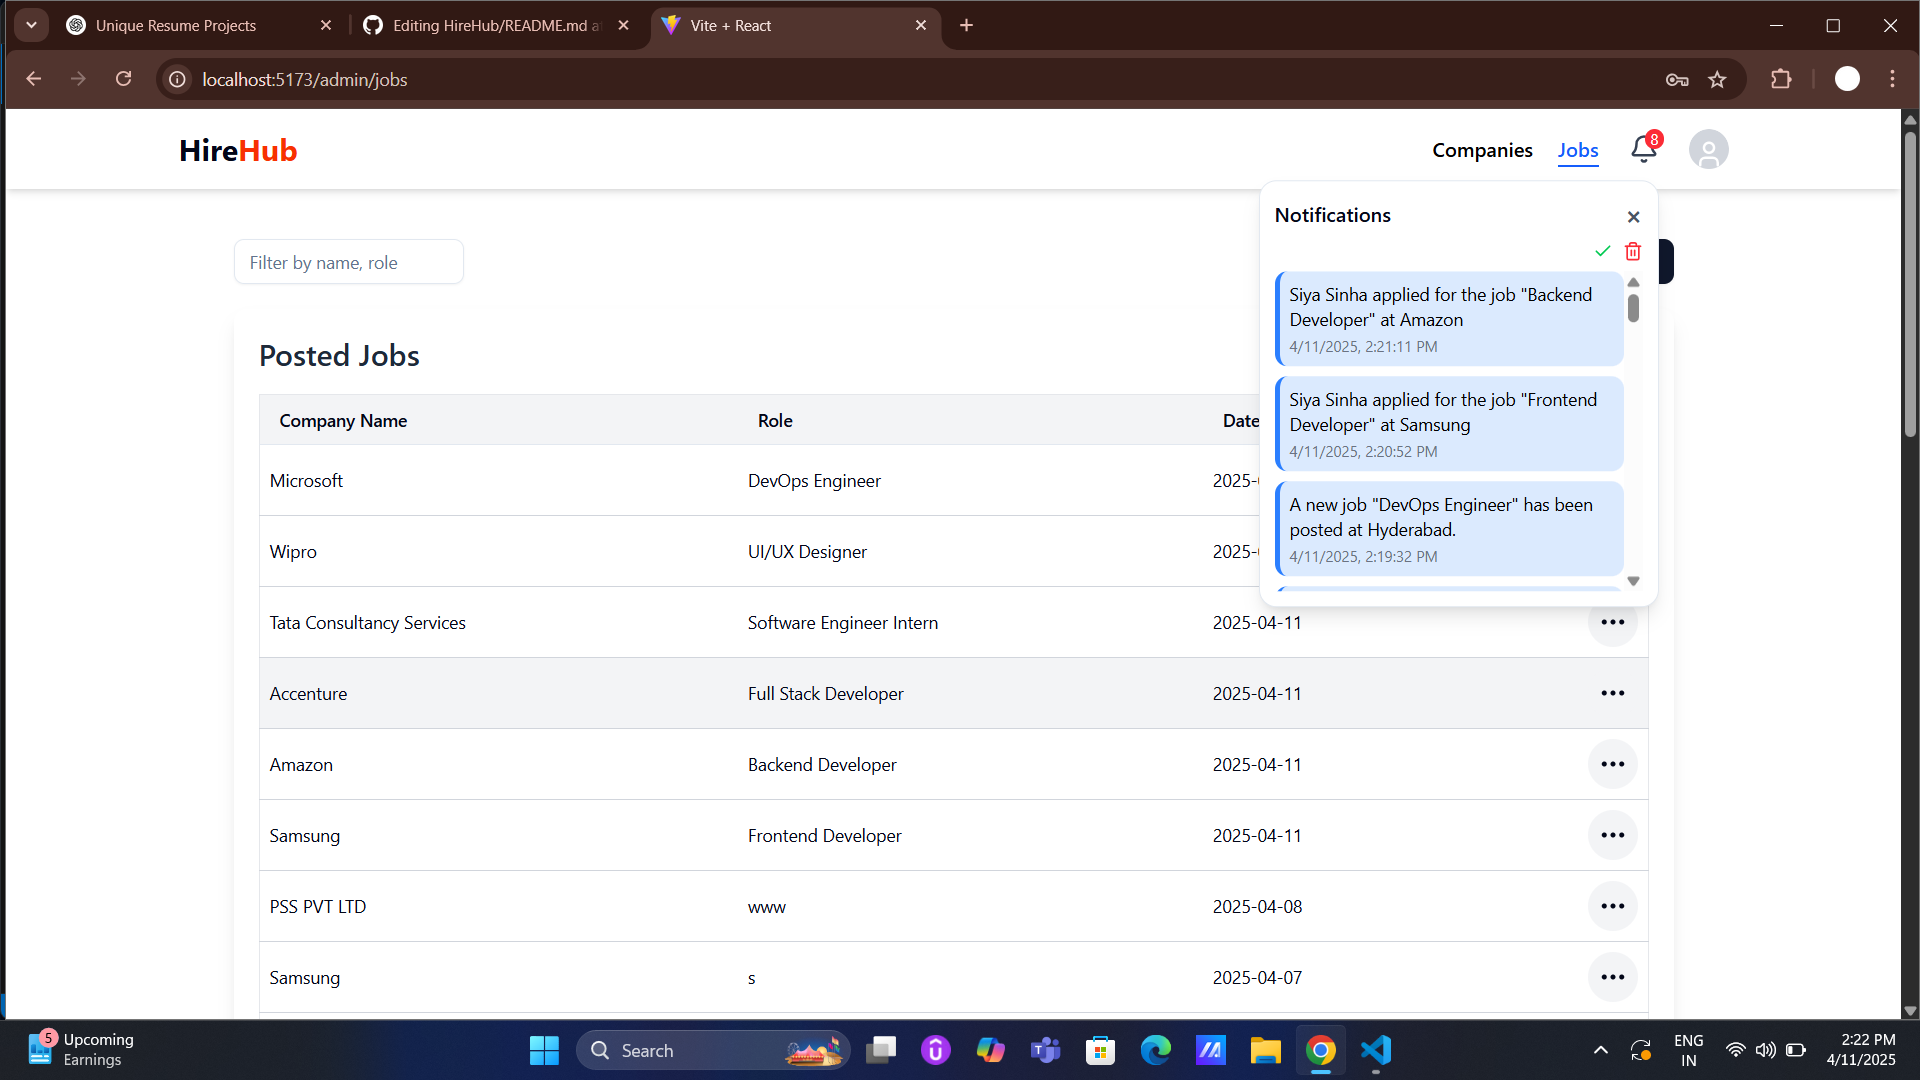 Unique Resume Projects
Editing HireHub/README.md a
Vite + React
localhost:5173/admin/jobs
HireHub
Companies
Jobs
8
Notifications
Filter by name, role
Siya Sinha applied for the job "Backend
Developer" at Amazon
4/11/2025, 2:21:11 PM
Siya Sinha applied for the job "Frontend
Developer" at Samsung
4/11/2025, 2:20:52 PM
A new job "DevOps Engineer" has been
posted at Hyderabad.
4/11/2025, 2:19:32 PM
Posted Jobs
Company Name Role Date
Microsoft DevOps Engineer 2025-
Wipro UI/UX Designer 2025-
Tata Consultancy Services Software Engineer Intern 2025-04-11
Accenture Full Stack Developer 2025-04-11
Amazon Backend Developer 2025-04-11
Samsung Frontend Developer 2025-04-11
PSS PVT LTD www 2025-04-08
Samsung s 2025-04-07
5
Upcoming
Earnings
Search
ENG
IN
2:22 PM
4/11/2025